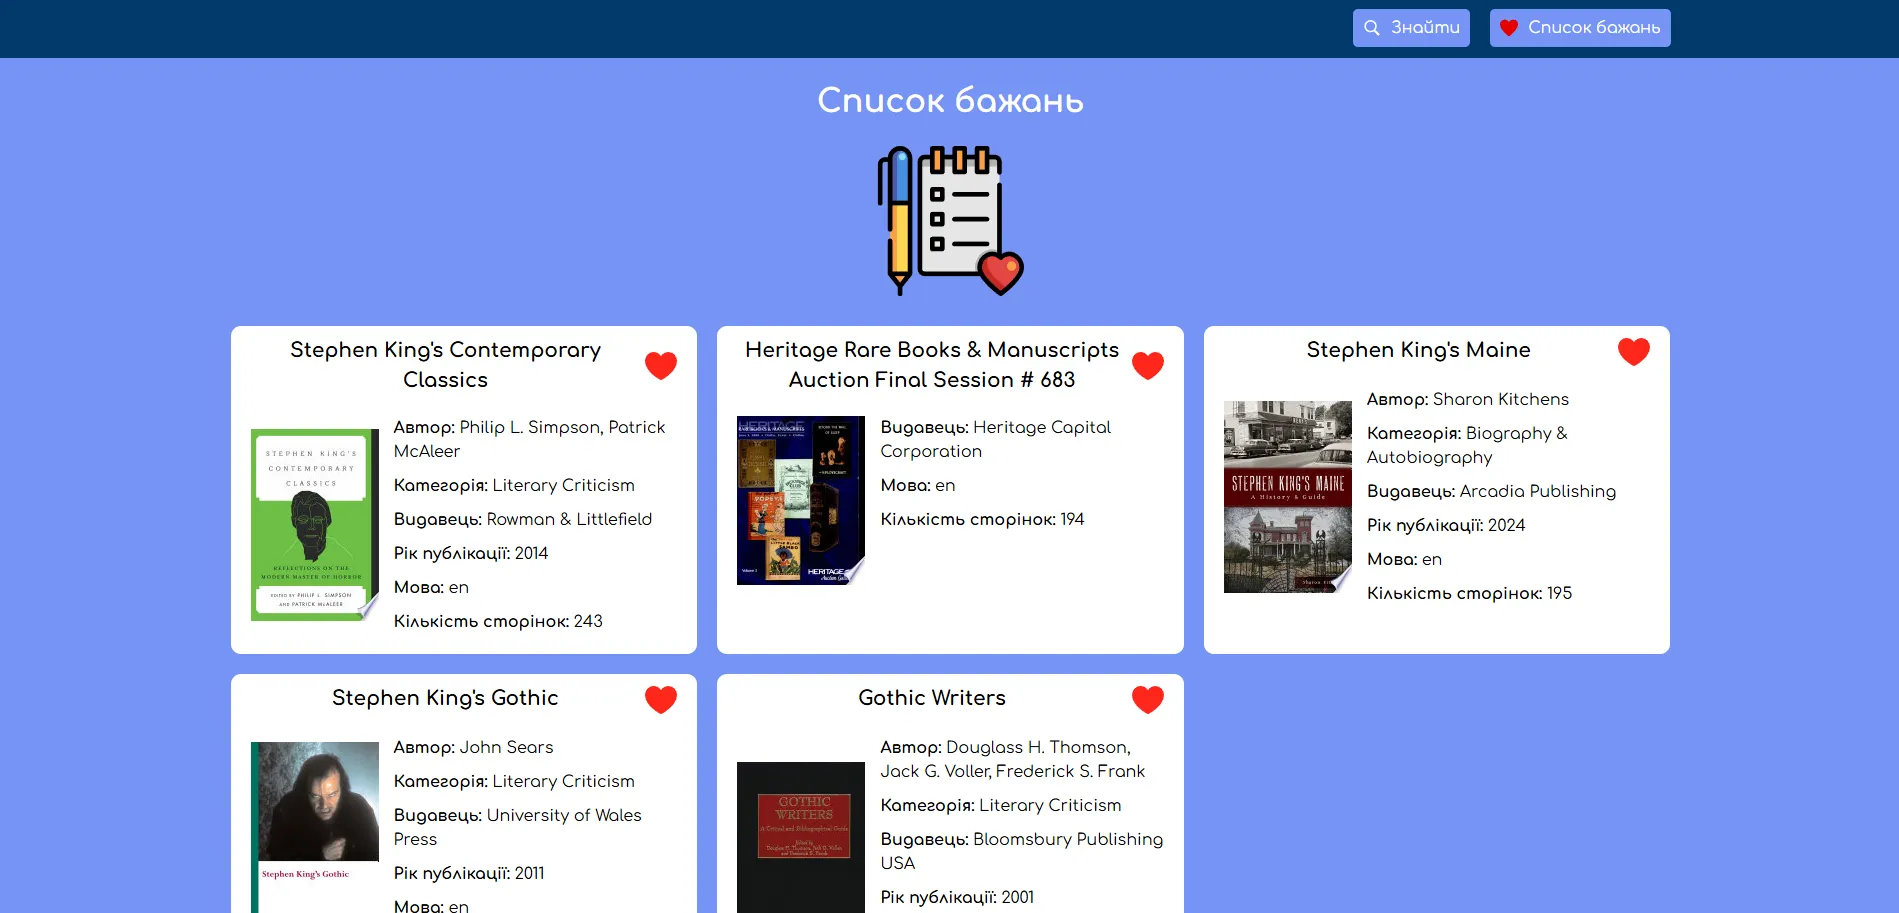 Знайти
Список бажань
Список бажань
Stephen King's Contemporary
Classics
STEPHEN KING'S
CONTEMPORARY
CLASSICS
REFLECTIONS ON THE
MODERN MASTER OF HORROR
EDITED BY PHILIP L. SIMPSON
AND PATRICK McALEER
Автор: Philip L. Simpson, Patrick
McAleer
Категорія: Literary Criticism
Видавець: Rowman & Littlefield
Рік публікації: 2014
Мова: en
Кількість сторінок: 243
Heritage Rare Books & Manuscripts
Auction Final Session # 683
HERITAGE
HERITAGE
Видавець: Heritage Capital
Corporation
Мова: en
Кількість сторінок: 194
Stephen King's Maine
STEPHEN KING'S MAINE
A History & Guide
Автор: Sharon Kitchens
Категорія: Biography &
Autobiography
Видавець: Arcadia Publishing
Рік публікації: 2024
Мова: en
Кількість сторінок: 195
Stephen King's Gothic
Stephen King's Gothic
Автор: John Sears
Категорія: Literary Criticism
Видавець: University of Wales
Press
Рік публікації: 2011
Мова: en
Gothic Writers
GOTHIC
WRITERS
A Critical and Bibliographical Guide
Автор: Douglass H. Thomson,
Jack G. Voller, Frederick S. Frank
Категорія: Literary Criticism
Видавець: Bloomsbury Publishing
USA
Рік публікації: 2001